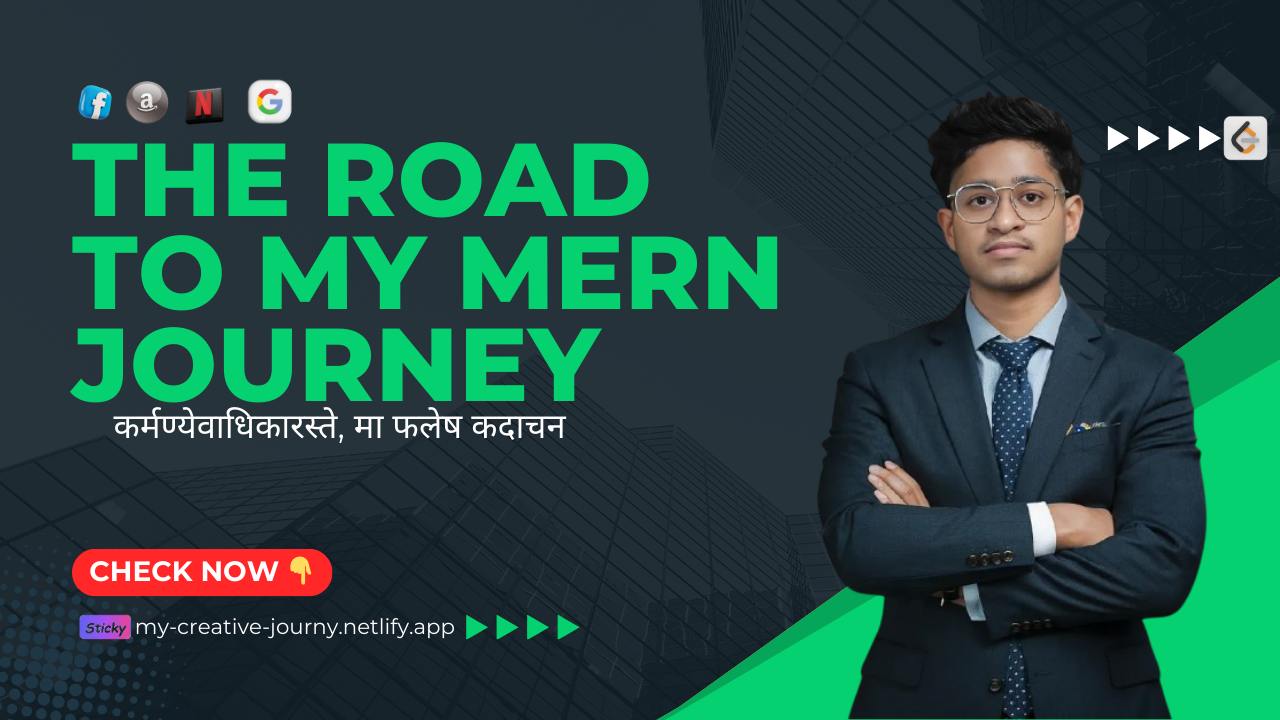 THE ROAD
TO MY MERN
JOURNEY
कर्मण्येवाधिकारस्ते, मा फलेष कदाचन
CHECK NOW 👇
Sticky my-creative-journy.netlify.app